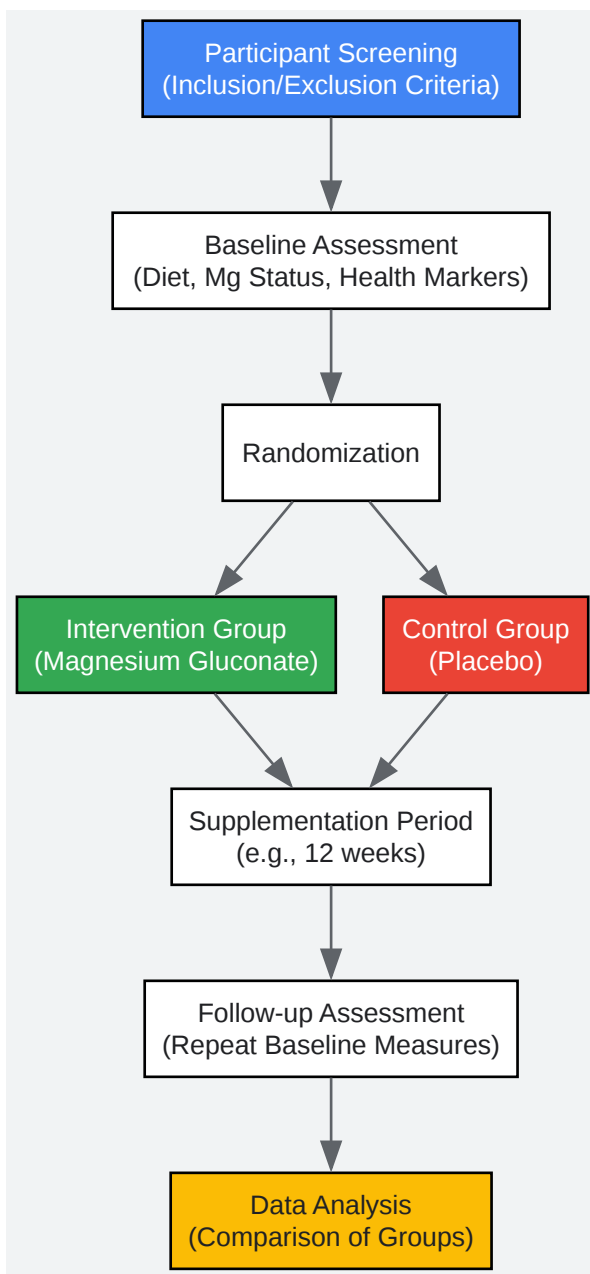 Participant Screening
(Inclusion/Exclusion Criteria)
Baseline Assessment
(Diet, Mg Status, Health Markers)
Randomization
Intervention Group
(Magnesium Gluconate)
Control Group
(Placebo)
Supplementation Period
(e.g., 12 weeks)
Follow-up Assessment
(Repeat Baseline Measures)
Data Analysis
(Comparison of Groups)